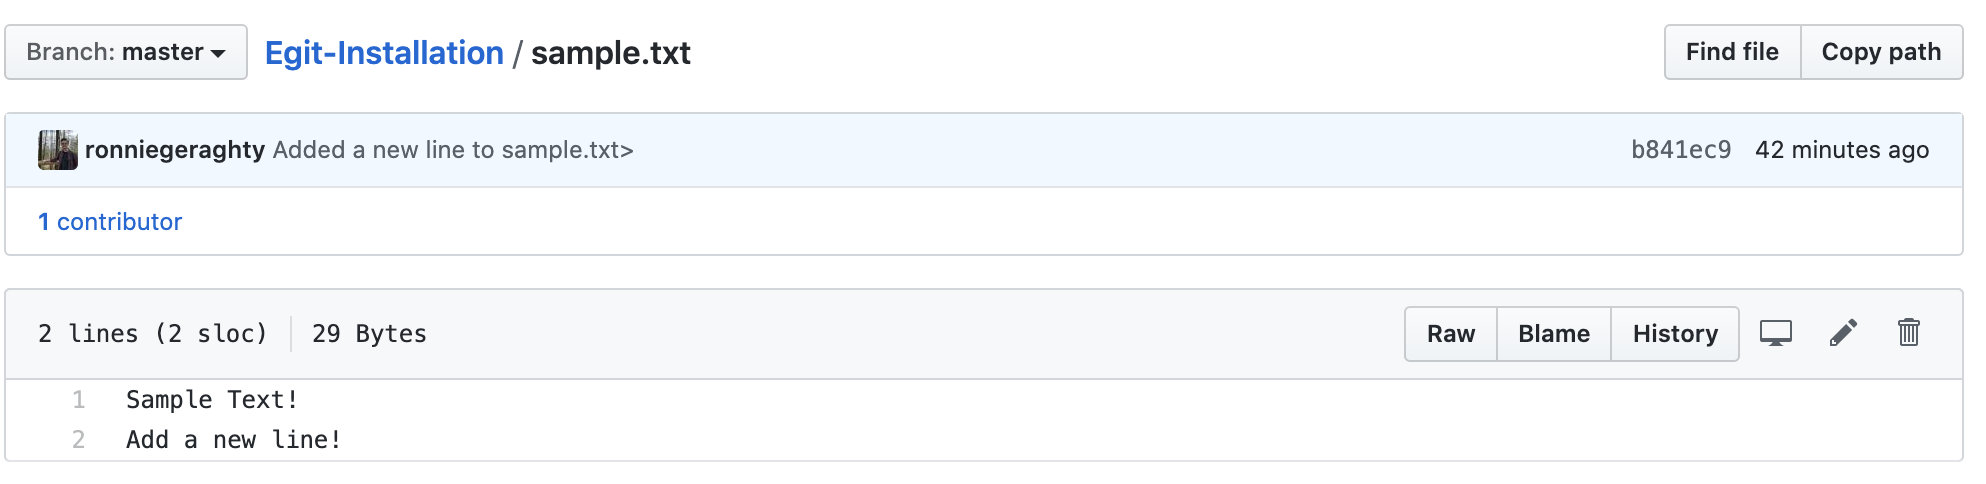 Branch: master Egit-Installation / sample.txt Find file Copy path
ronniegeraghty Added a new line to sample.txt> b841ec9 42 minutes ago
1 contributor
2 lines (2 sloc) 29 Bytes Raw Blame History
1 Sample Text!
2 Add a new line!